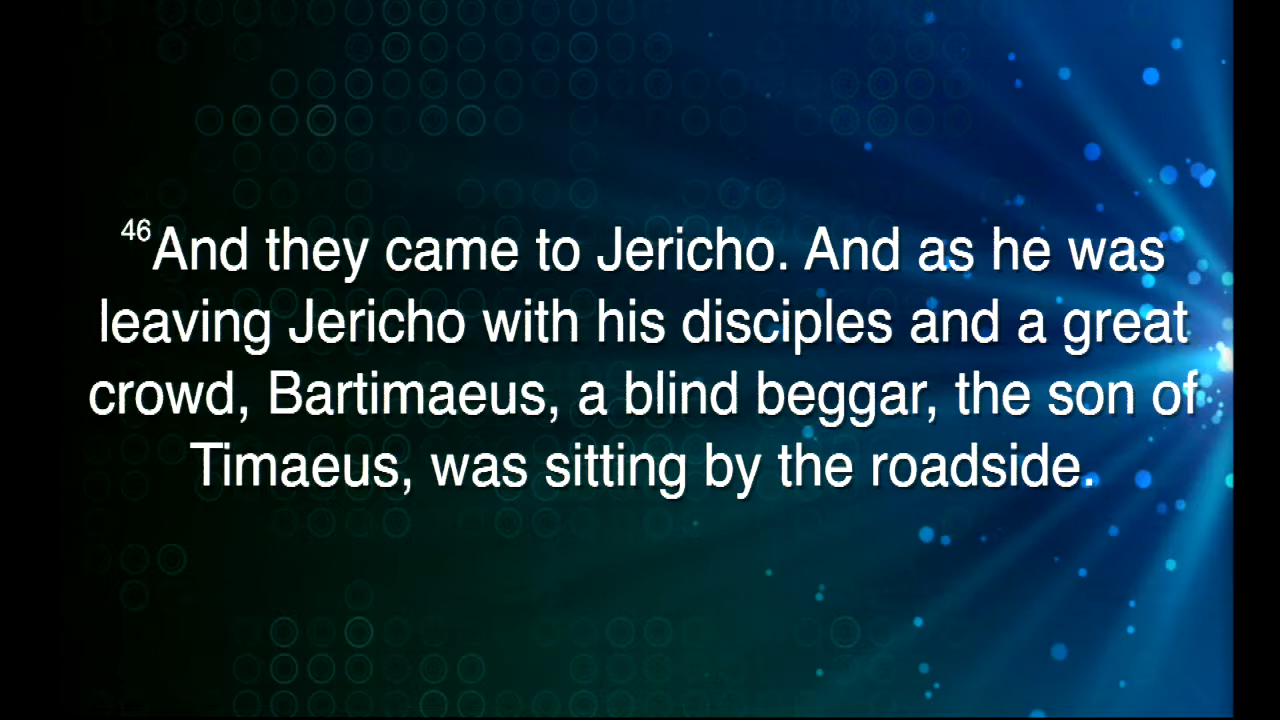 46And they came to Jericho. And as he was
leaving Jericho with his disciples and a great
crowd, Bartimaeus, a blind beggar, the son of
Timaeus, was sitting by the roadside.